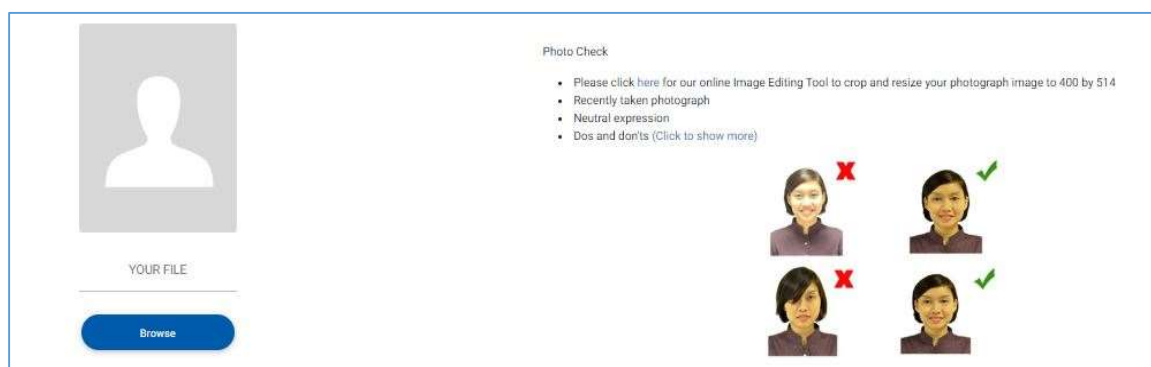 Photo Check
Please click here for our online Image Editing Tool to crop and resize your photograph image to 400 by 514
Recently taken photograph
Neutral expression
Dos and don'ts (Click to show more)
YOUR FILE
Browse